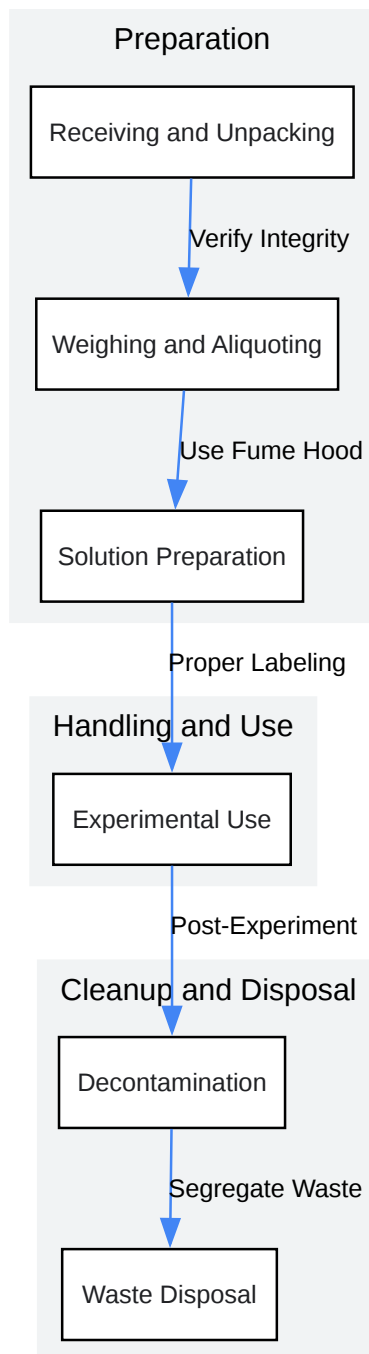 Preparation
Receiving and Unpacking
Verify Integrity
Weighing and Aliquoting
Use Fume Hood
Solution Preparation
Proper Labeling
Handling and Use
Experimental Use
Post-Experiment
Cleanup and Disposal
Decontamination
Segregate Waste
Waste Disposal